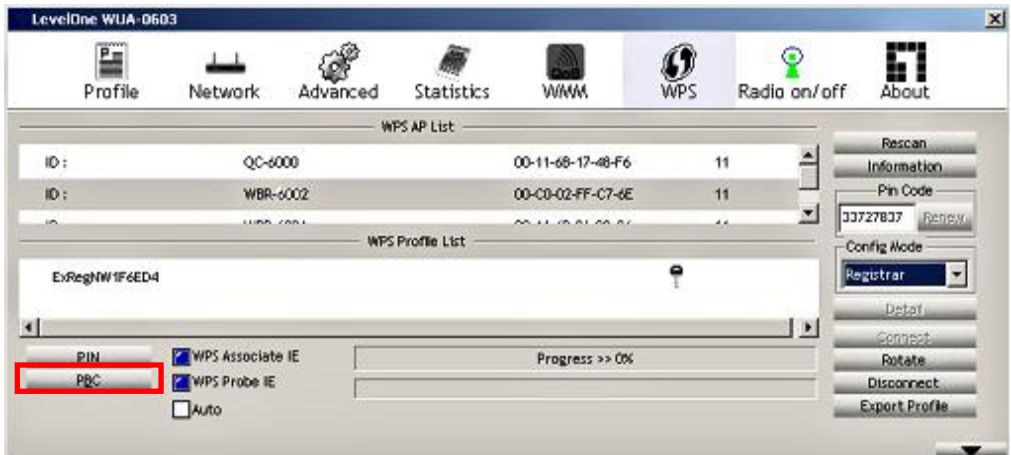 LevelOne WUA-0603
Profile Network Advanced Statistics QoS WMM WPS Radio on/off About
WPS AP List
ID : QC-6000 00-11-6B-17-48-F6 11
ID : WBR-6002 00-C0-02-FF-C7-6E 11
WPS Profile List
ExRegNW1F6ED4
PIN
PBC
WPS Associate IE
WPS Probe IE
Auto
Progress >> 0%
Rescan
Information
Pin Code
33727837 Renew
Config Mode
Registrar
Detail
Connect
Rotate
Disconnect
Export Profile